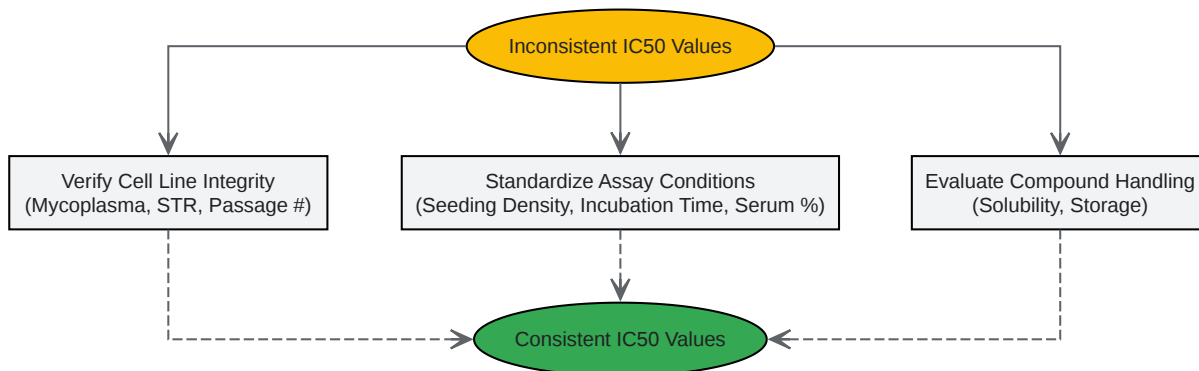 Inconsistent IC50 Values
Verify Cell Line Integrity
(Mycoplasma, STR, Passage #)
Standardize Assay Conditions
(Seeding Density, Incubation Time, Serum %)
Evaluate Compound Handling
(Solubility, Storage)
Consistent IC50 Values